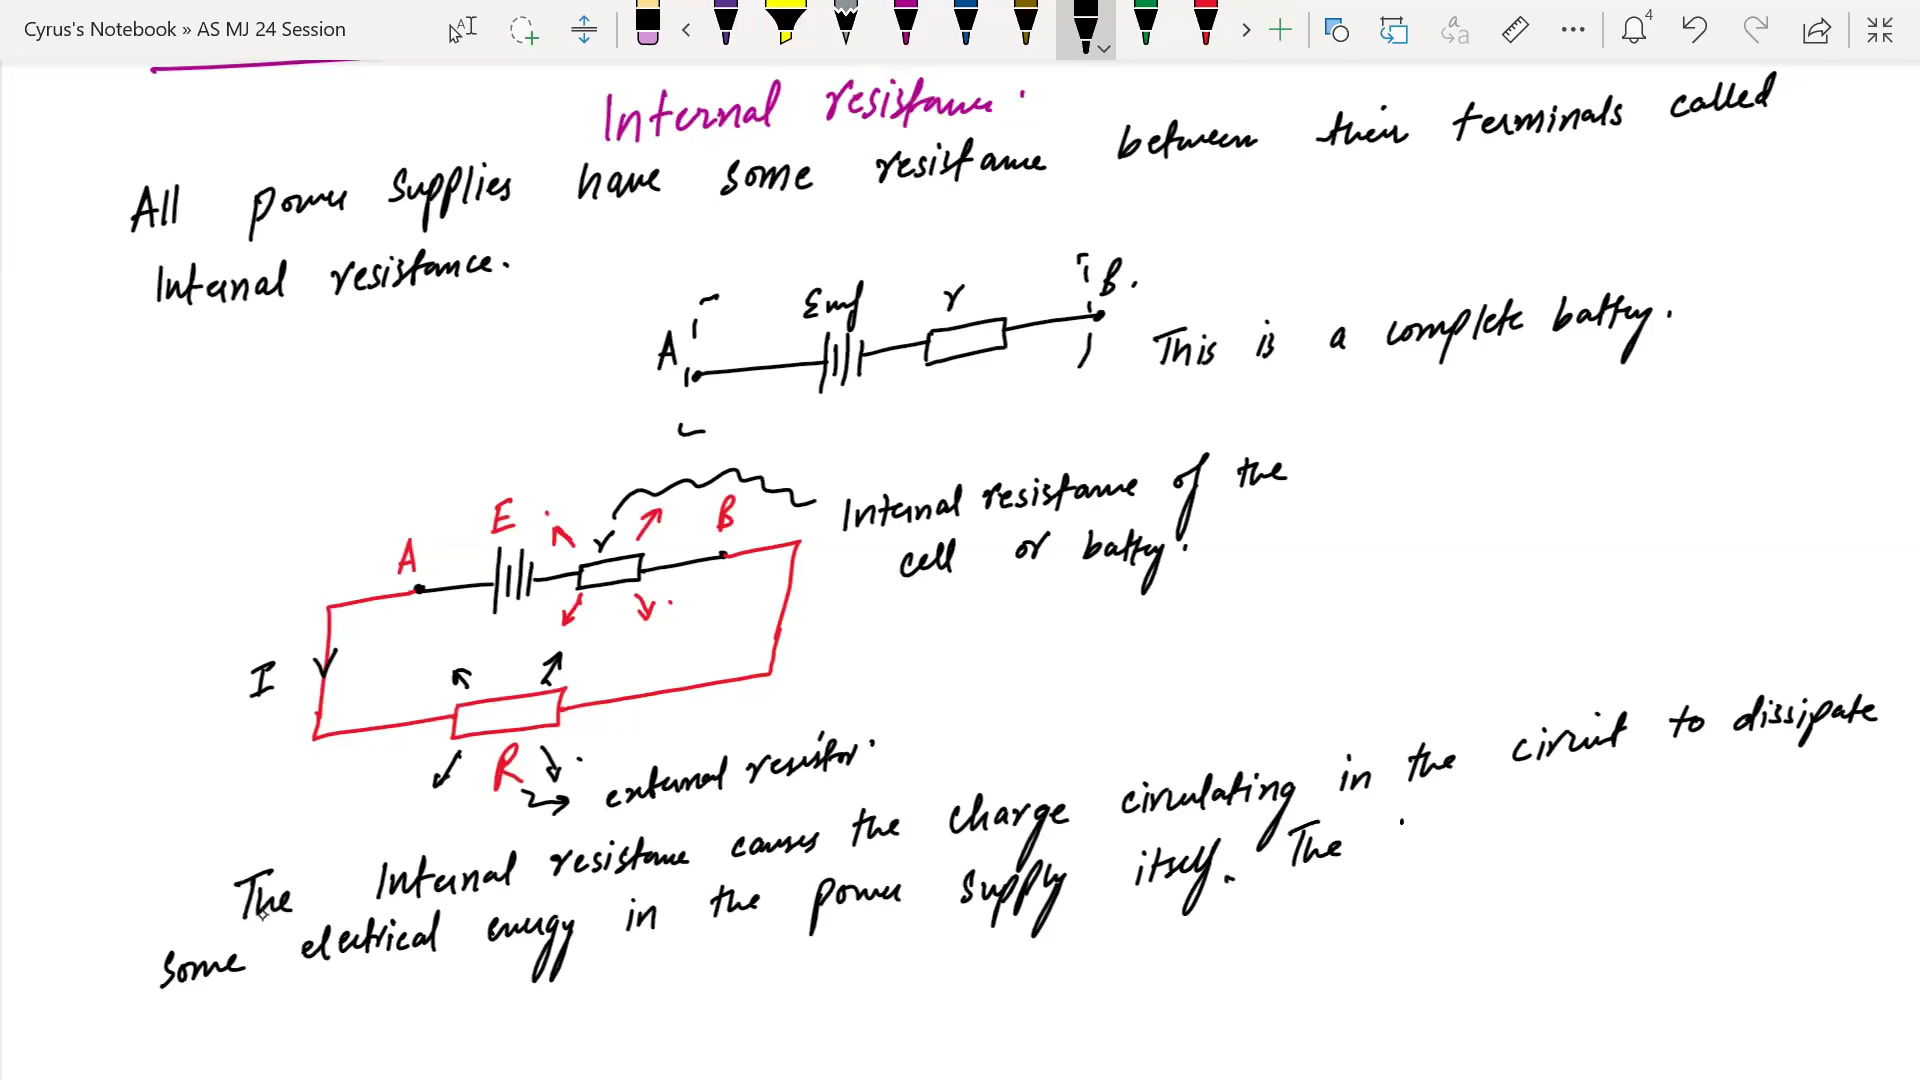 Cyrus's Notebook » AS MJ 24 Session
4
Internal resistance.
All power supplies have some resistance between their terminals called
Internal resistance.
A Emf r B.
This is a complete battery.
A E r B
Internal resistance of the
cell or battery.
I
R
external resistor.
The Internal resistance causes the charge circulating in the circuit to dissipate
some electrical energy in the power supply itself. The